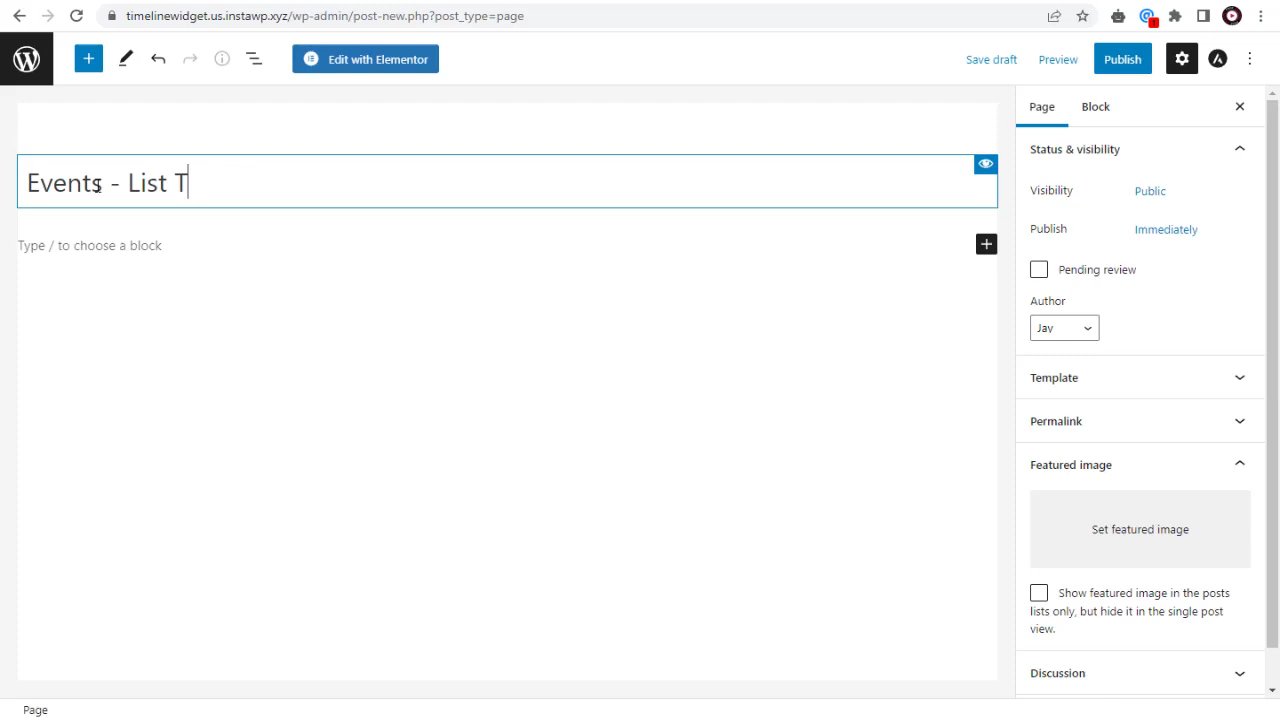 timelinewidget.us.instawp.xyz/wp-admin/post-new.php?post_type=page
Edit with Elementor
Save draft
Preview
Publish
Events - List T
Type / to choose a block
Page
Block
Status & visibility
Visibility
Public
Publish
Immediately
Pending review
Author
Jay
Template
Permalink
Featured image
Set featured image
Show featured image in the posts
lists only, but hide it in the single post
view.
Discussion
Page